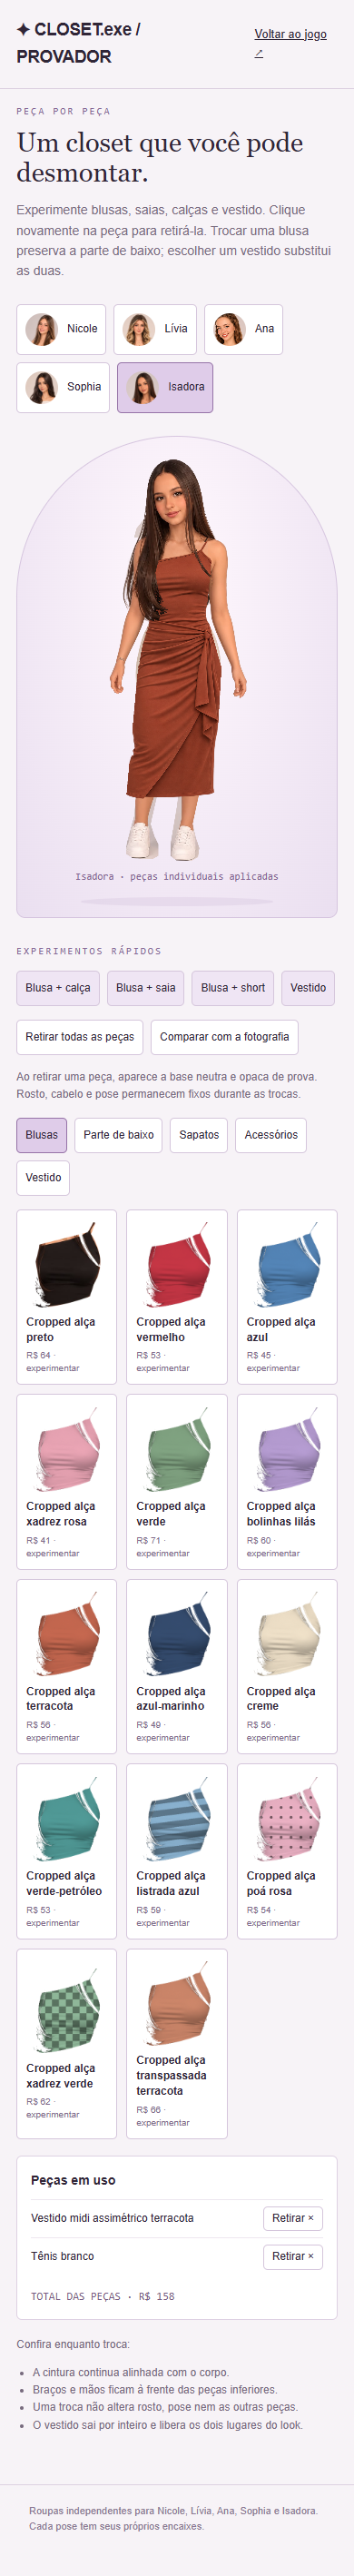 ✦ CLOSET.exe /
PROVADOR
Voltar ao jogo
↗
PEÇA POR PEÇA
Um closet que você pode
desmontar.
Experimente blusas, saias, calças e vestido. Clique
novamente na peça para retirá-la. Trocar uma blusa
preserva a parte de baixo; escolher um vestido substitui
as duas.
Nicole
Lívia
Ana
Sophia
Isadora
Isadora · peças individuais aplicadas
EXPERIMENTOS RÁPIDOS
Blusa + calça
Blusa + saia
Blusa + short
Vestido
Retirar todas as peças
Comparar com a fotografia
Ao retirar uma peça, aparece a base neutra e opaca de prova.
Rosto, cabelo e pose permanecem fixos durante as trocas.
Blusas
Parte de baixo
Sapatos
Acessórios
Vestido
Cropped alça
preto
R$ 64 ·
experimentar
Cropped alça
vermelho
R$ 53 ·
experimentar
Cropped alça
azul
R$ 45 ·
experimentar
Cropped alça
xadrez rosa
R$ 41 ·
experimentar
Cropped alça
verde
R$ 71 ·
experimentar
Cropped alça
bolinhas lilás
R$ 60 ·
experimentar
Cropped alça
terracota
R$ 56 ·
experimentar
Cropped alça
azul-marinho
R$ 49 ·
experimentar
Cropped alça
creme
R$ 56 ·
experimentar
Cropped alça
verde-petróleo
R$ 53 ·
experimentar
Cropped alça
listrada azul
R$ 59 ·
experimentar
Cropped alça
poá rosa
R$ 54 ·
experimentar
Cropped alça
xadrez verde
R$ 62 ·
experimentar
Cropped alça
transpassada
terracota
R$ 66 ·
experimentar
Peças em uso
Vestido midi assimétrico terracota
Retirar ×
Tênis branco
Retirar ×
TOTAL DAS PEÇAS · R$ 158
Confira enquanto troca:
• A cintura continua alinhada com o corpo.
• Braços e mãos ficam à frente das peças inferiores.
• Uma troca não altera rosto, pose nem as outras peças.
• O vestido sai por inteiro e libera os dois lugares do look.
Roupas independentes para Nicole, Lívia, Ana, Sophia e Isadora.
Cada pose tem seus próprios encaixes.